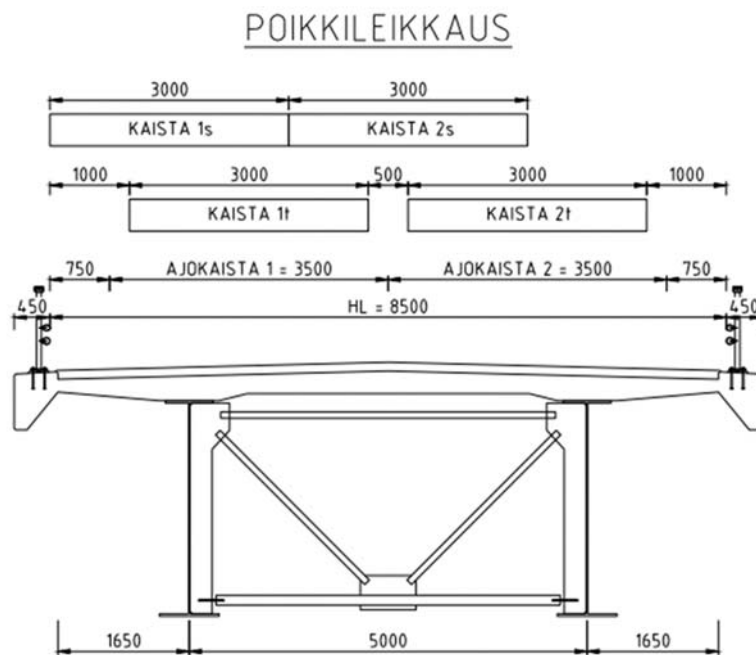 POIKKILEIKKAUS
3000 3000
KAISTA 1s KAISTA 2s
1000 3000 500 3000 1000
KAISTA 1t KAISTA 2t
750 AJOKAISTA 1 = 3500 AJOKAISTA 2 = 3500 750
450 HL = 8500 450
1650 5000 1650